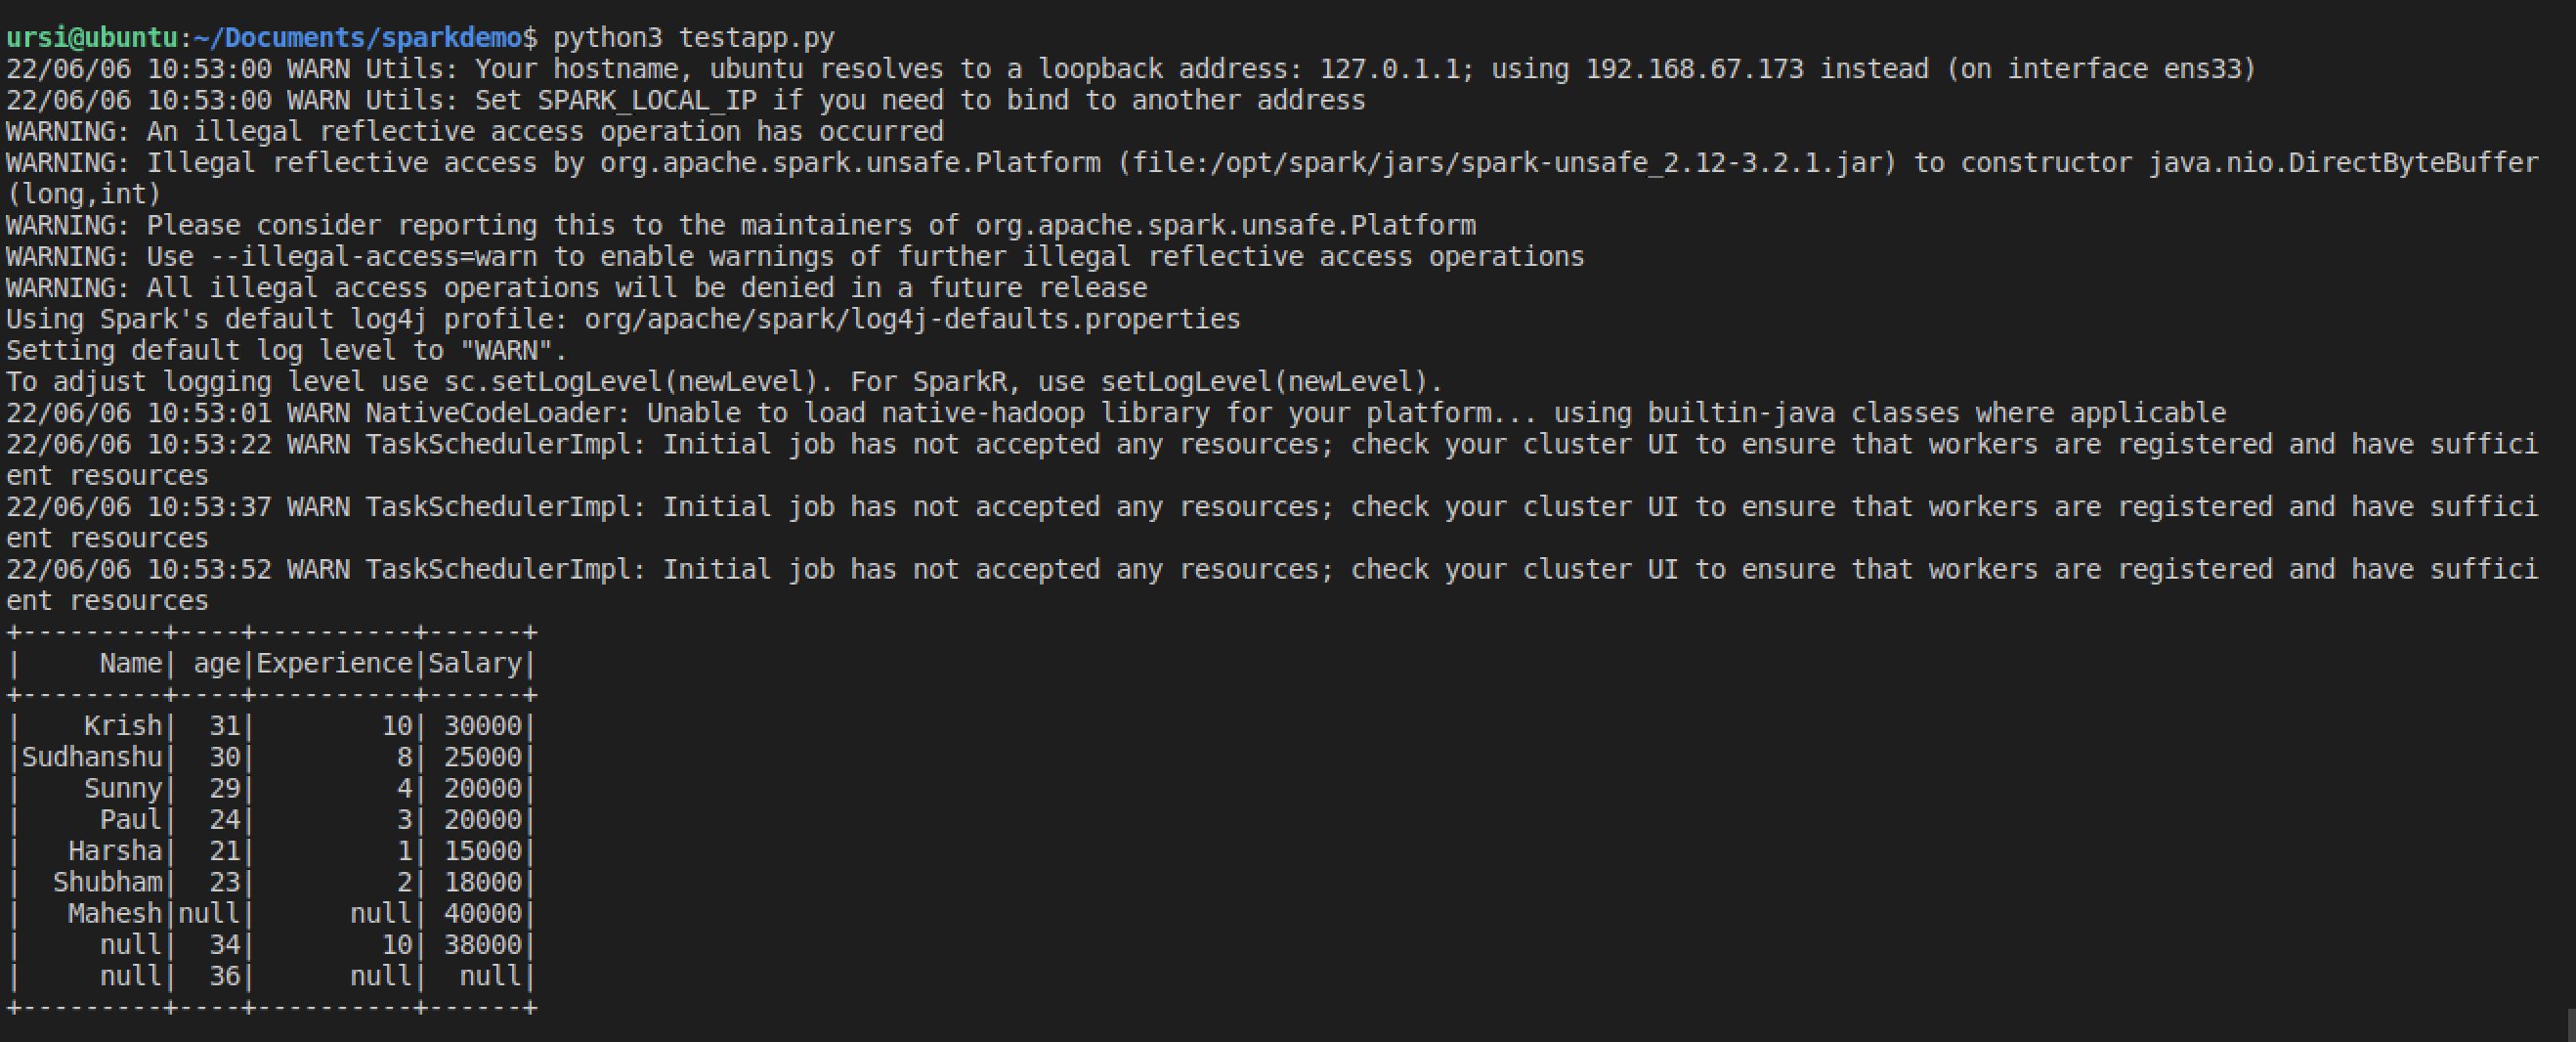 ursi@ubuntu:~/Documents/sparkdemo$ python3 testapp.py
22/06/06 10:53:00 WARN Utils: Your hostname, ubuntu resolves to a loopback address: 127.0.1.1; using 192.168.67.173 instead (on interface ens33)
22/06/06 10:53:00 WARN Utils: Set SPARK_LOCAL_IP if you need to bind to another address
WARNING: An illegal reflective access operation has occurred
WARNING: Illegal reflective access by org.apache.spark.unsafe.Platform (file:/opt/spark/jars/spark-unsafe_2.12-3.2.1.jar) to constructor java.nio.DirectByteBuffer
(long,int)
WARNING: Please consider reporting this to the maintainers of org.apache.spark.unsafe.Platform
WARNING: Use --illegal-access=warn to enable warnings of further illegal reflective access operations
WARNING: All illegal access operations will be denied in a future release
Using Spark's default log4j profile: org/apache/spark/log4j-defaults.properties
Setting default log level to "WARN".
To adjust logging level use sc.setLogLevel(newLevel). For SparkR, use setLogLevel(newLevel).
22/06/06 10:53:01 WARN NativeCodeLoader: Unable to load native-hadoop library for your platform... using builtin-java classes where applicable
22/06/06 10:53:22 WARN TaskSchedulerImpl: Initial job has not accepted any resources; check your cluster UI to ensure that workers are registered and have suffici
ent resources
22/06/06 10:53:37 WARN TaskSchedulerImpl: Initial job has not accepted any resources; check your cluster UI to ensure that workers are registered and have suffici
ent resources
22/06/06 10:53:52 WARN TaskSchedulerImpl: Initial job has not accepted any resources; check your cluster UI to ensure that workers are registered and have suffici
ent resources
+---------+----+----------+------+
|     Name| age|Experience|Salary|
+---------+----+----------+------+
|    Krish|  31|        10| 30000|
|Sudhanshu|  30|         8| 25000|
|    Sunny|  29|         4| 20000|
|     Paul|  24|         3| 20000|
|   Harsha|  21|         1| 15000|
|  Shubham|  23|         2| 18000|
|   Mahesh|null|      null| 40000|
|     null|  34|        10| 38000|
|     null|  36|      null|  null|
+---------+----+----------+------+